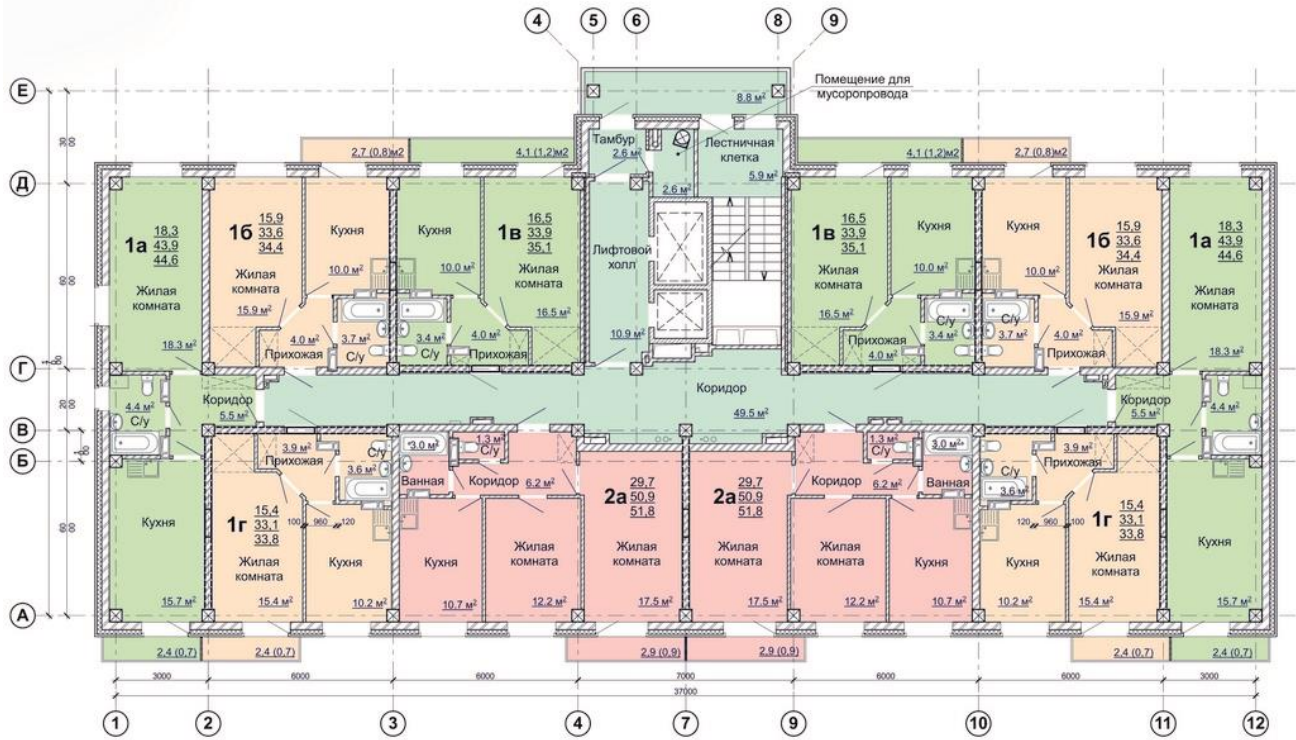 4
5
6
8
9
Е
Помещение для
мусоропровода
8.8 м²
Тамбур
2.6 м²
Лестничная
клетка
5.9 м²
2.6 м²
2,7 (0,8)м2
4,1 (1,2)м2
4,1 (1,2)м2
2,7 (0,8)м2
Д
1а
18.3
43.9
44.6
Жилая
комната
18.3 м²
1б
15,9
33,6
34,4
Жилая
комната
15.9 м²
Кухня
10.0 м²
4.0 м²
Прихожая
3.7 м²
С/у
Кухня
10.0 м²
3.4 м²
С/у
4.0 м²
Прихожая
1в
16,5
33,9
35,1
Жилая
комната
16.5 м²
Лифтовой
холл
10.9 м²
1в
16,5
33,9
35,1
Жилая
комната
16.5 м²
Кухня
10.0 м²
С/у
3.4 м²
4.0 м²
Прихожая
Кухня
10.0 м²
С/у
3.7 м²
4.0 м²
Прихожая
1б
15,9
33,6
34,4
Жилая
комната
15.9 м²
1а
18.3
43.9
44.6
Жилая
комната
18.3 м²
Г
4.4 м²
С/у
Коридор
5.5 м²
Коридор
49.5 м²
Коридор
5.5 м²
С/у
4.4 м²
В
Б
3.9 м²
Прихожая
С/у
3.6 м²
3.0 м²
Ванная
1.3 м²
С/у
Коридор
6.2 м²
1.3 м²
С/у
3.0 м²
Коридор
6.2 м²
Ванная
С/у
3.6 м²
3.9 м²
Прихожая
Кухня
15.7 м²
1г
15,4
33,1
33,8
100
960
120
Жилая
комната
15.4 м²
Кухня
10.2 м²
Кухня
10.7 м²
Жилая
комната
12.2 м²
2а
29,7
50,9
51,8
Жилая
комната
17.5 м²
2а
29,7
50,9
51,8
Жилая
комната
17.5 м²
Жилая
комната
12.2 м²
Кухня
10.7 м²
120
960
100
Кухня
10.2 м²
1г
15,4
33,1
33,8
Жилая
комната
15.4 м²
Кухня
15.7 м²
А
2,4 (0,7)
2,4 (0,7)
2,9 (0,9)
2,9 (0,9)
2,4 (0,7)
2,4 (0,7)
3000
6000
6000
7000
6000
6000
3000
37000
1
2
3
4
7
9
10
11
12